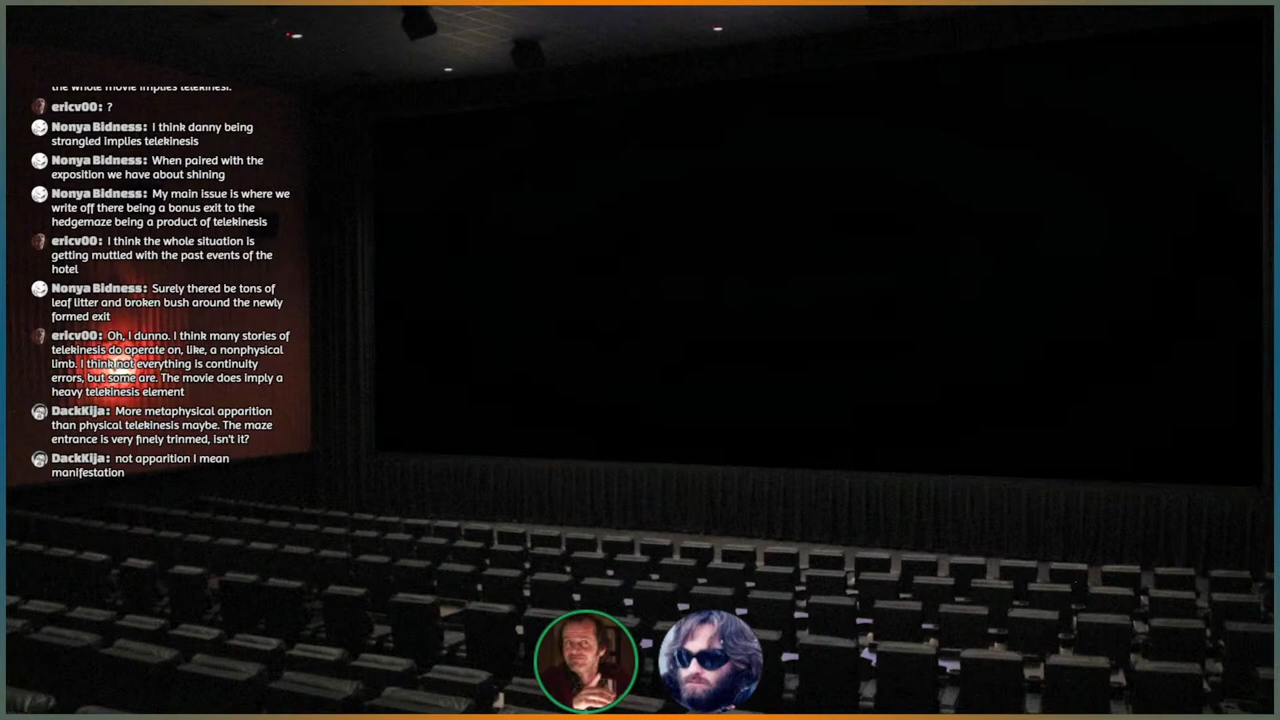 the whole movie implies telekinesi.
ericv00: ?
Nonya Bidness: I think danny being
strangled implies telekinesis
Nonya Bidness: When paired with the
exposition we have about shining
Nonya Bidness: My main issue is where we
write off there being a bonus exit to the
hedgemaze being a product of telekinesis
ericv00: I think the whole situation is
getting muttled with the past events of the
hotel
Nonya Bidness: Surely thered be tons of
leaf litter and broken bush around the newly
formed exit
ericv00: Oh, I dunno. I think many stories of
telekinesis do operate on, like, a nonphysical
limb. I think not everything is continuity
errors, but some are. The movie does imply a
heavy telekinesis element
DackKija: More metaphysical apparition
than physical telekinesis maybe. The maze
entrance is very finely trimmed, isn't it?
DackKija: not apparition I mean
manifestation